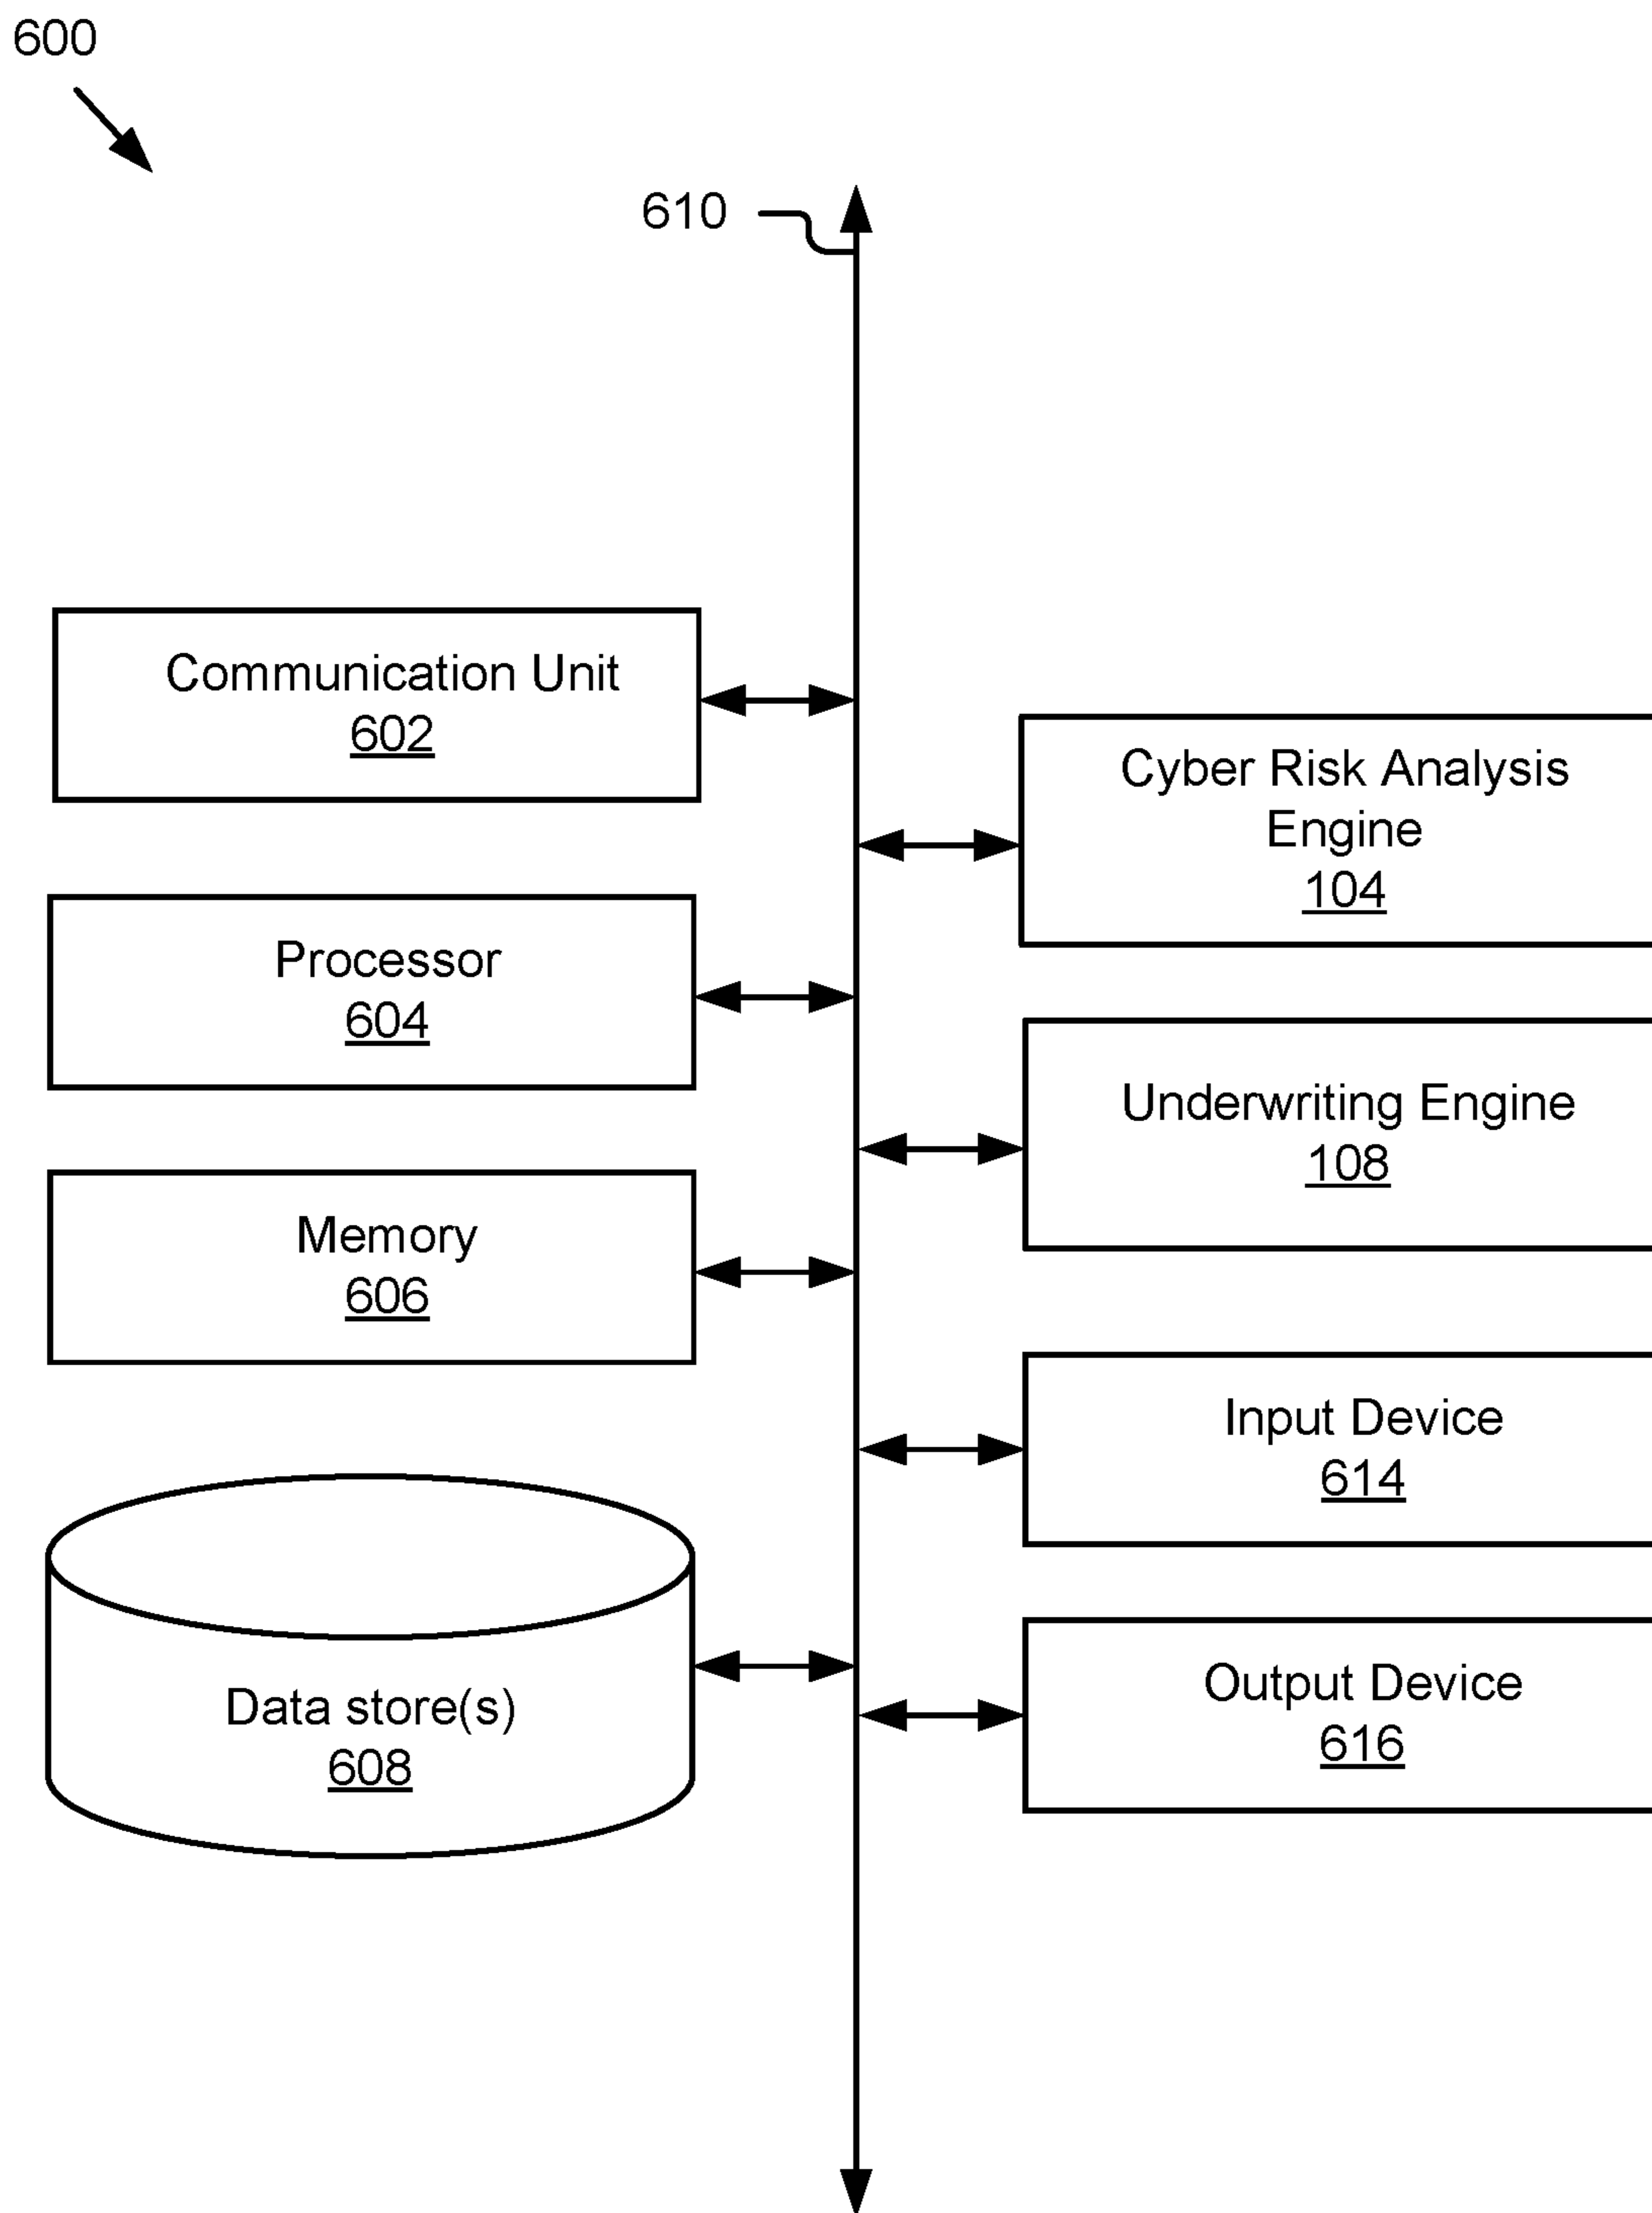 600
610
Communication Unit
602
Cyber Risk Analysis
Engine
104
Processor
604
Underwriting Engine
108
Memory
606
Input Device
614
Data store(s)
608
Output Device
616